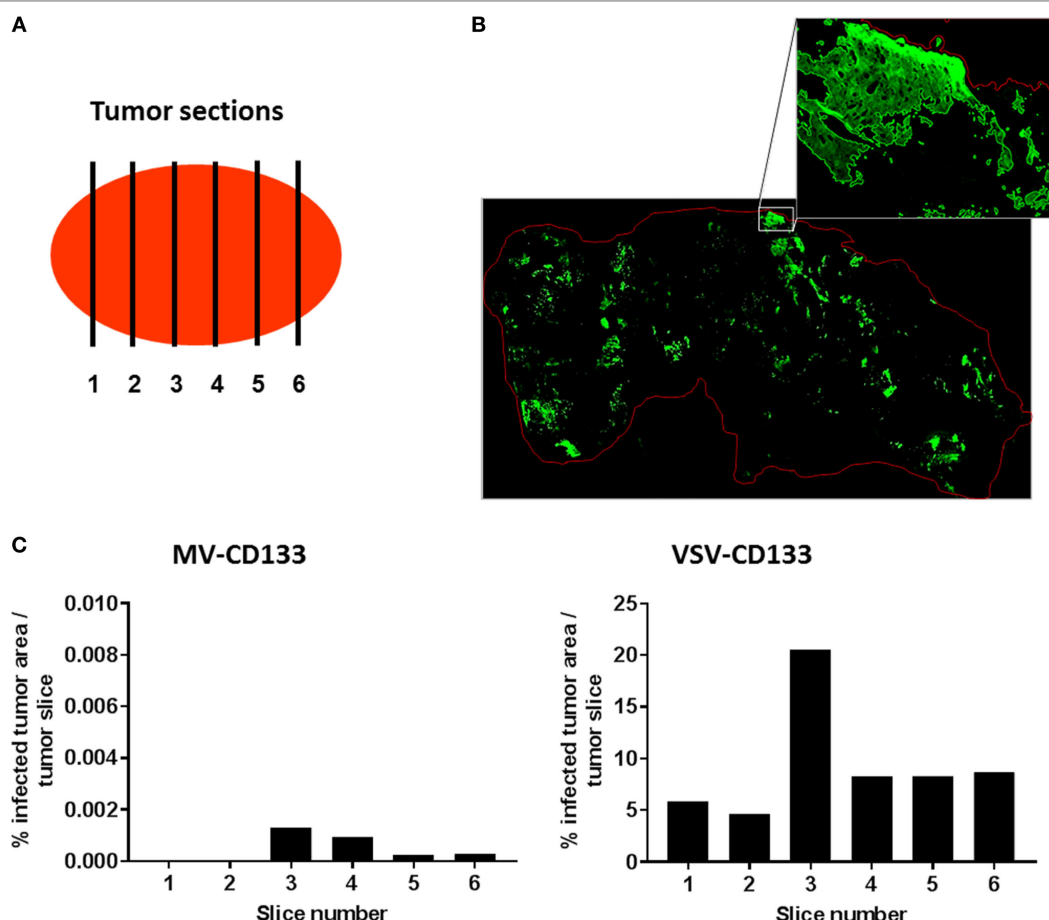 A
B
Tumor sections
1 2 3 4 5 6
C
MV-CD133
VSV-CD133
% infected tumor area /
tumor slice
0.010
0.008
0.006
0.004
0.002
0.000
1 2 3 4 5 6
Slice number
% infected tumor area /
tumor slice
25
20
15
10
5
0
1 2 3 4 5 6
Slice number